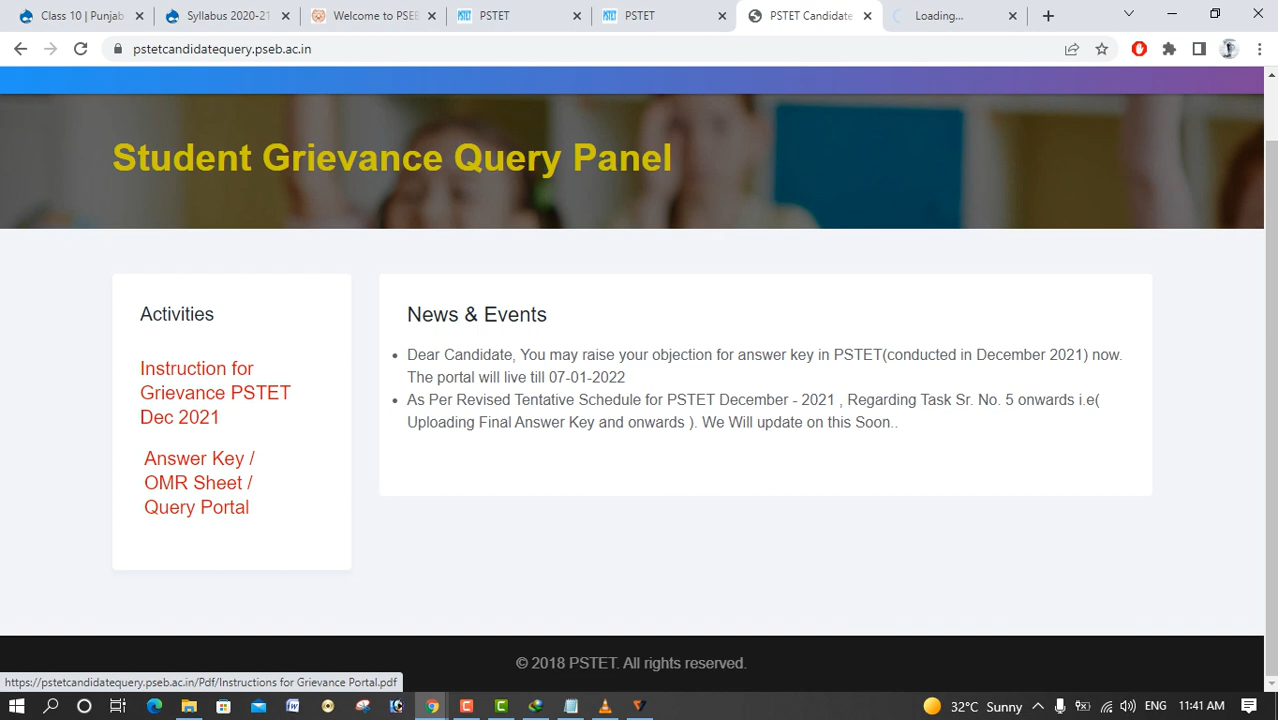 Class 10 | Punjab
Syllabus 2020-21
Welcome to PSEB
PSTET
PSTET
PSTET Candidate
Loading...
pstetcandidatequery.pseb.ac.in
Student Grievance Query Panel
Activities
Instruction for
Grievance PSTET
Dec 2021
Answer Key /
OMR Sheet /
Query Portal
News & Events
Dear Candidate, You may raise your objection for answer key in PSTET(conducted in December 2021) now.
The portal will live till 07-01-2022
As Per Revised Tentative Schedule for PSTET December - 2021 , Regarding Task Sr. No. 5 onwards i.e(
Uploading Final Answer Key and onwards ). We Will update on this Soon..
© 2018 PSTET. All rights reserved.
https://pstetcandidatequery.pseb.ac.in/Pdf/Instructions for Grievance Portal.pdf
32°C Sunny
ENG
11:41 AM